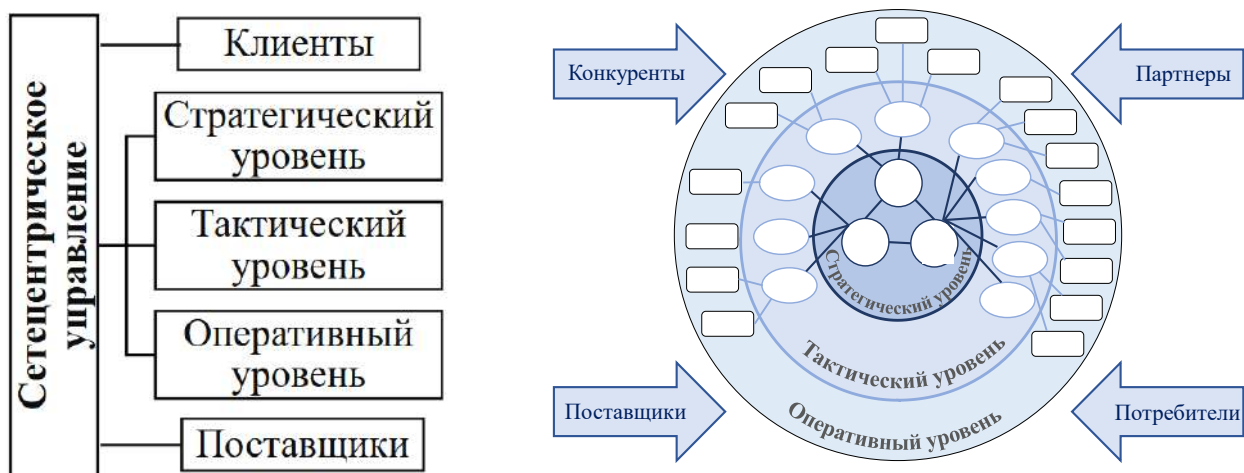 Сетецентрическое
управление
Клиенты
Стратегический
уровень
Тактический
уровень
Оперативный
уровень
Поставщики
Конкуренты
Партнеры
Стратегический уровень
Тактический уровень
Оперативный уровень
Поставщики
Потребители